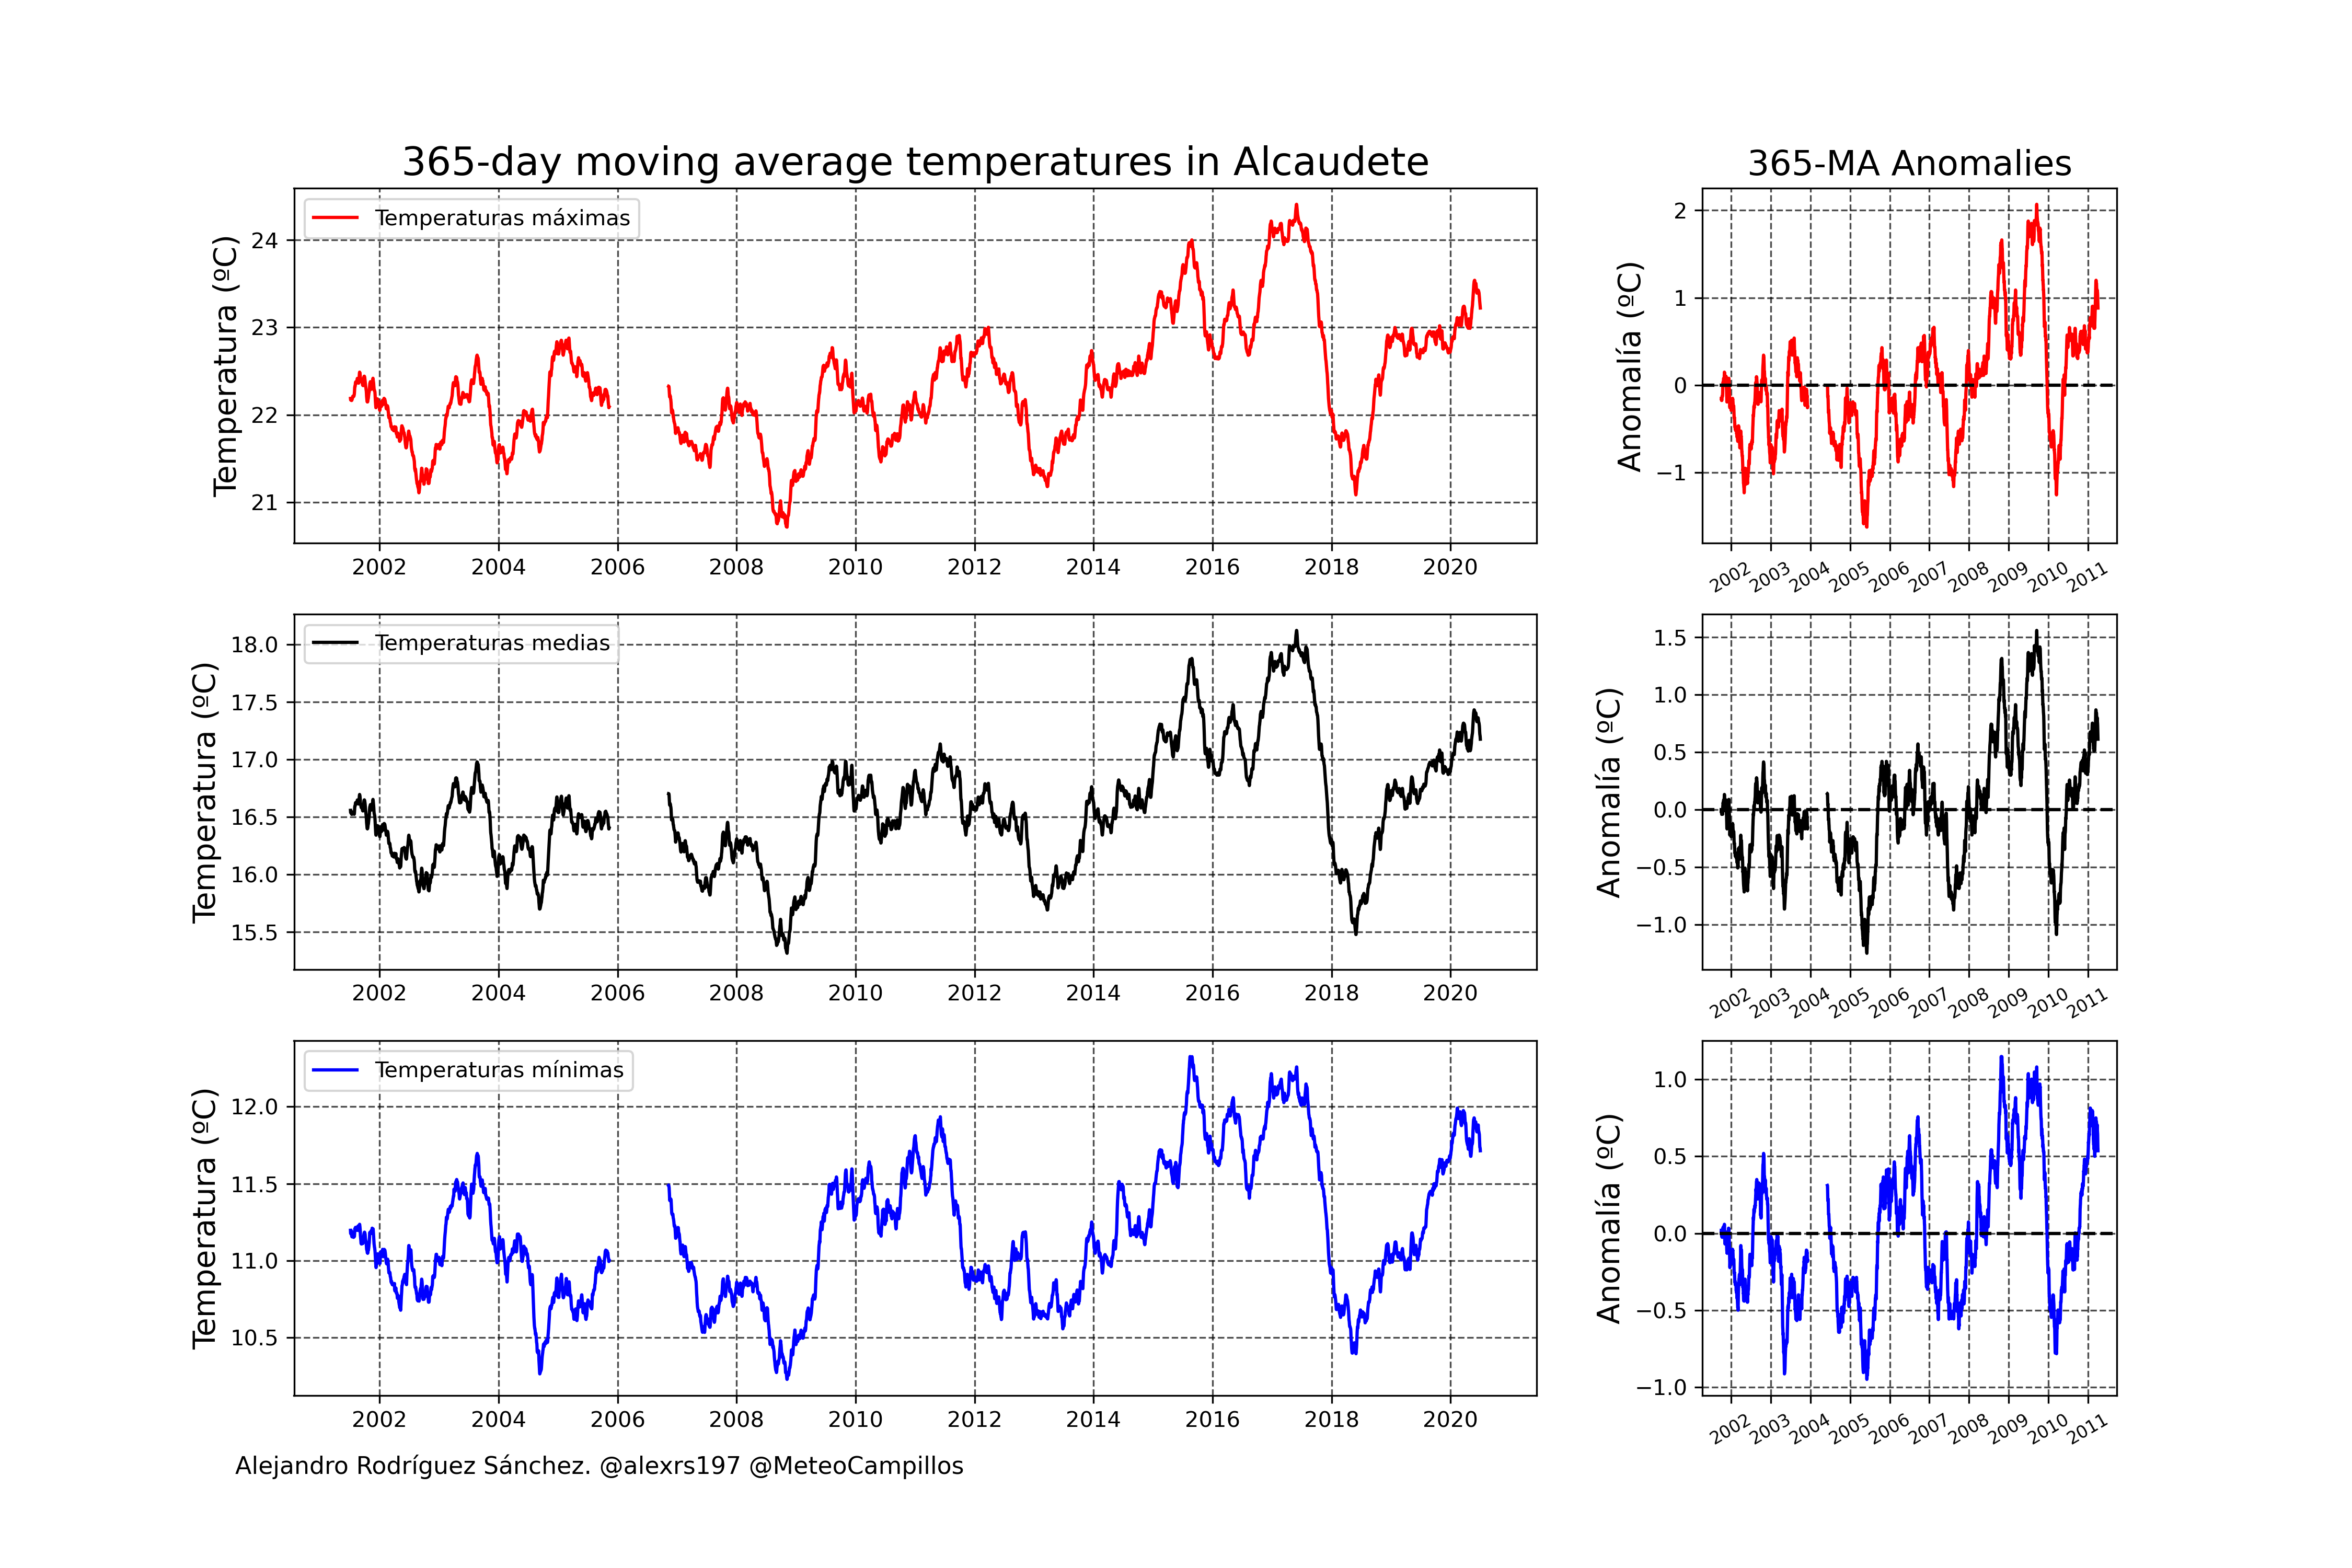 365-day moving average temperatures in Alcaudete
365-MA Anomalies
Temperatura (ºC)
24
23
22
21
Temperaturas máximas
2002 2004 2006 2008 2010 2012 2014 2016 2018 2020
Anomalía (ºC)
2
1
0
−1
2002 2003 2004 2005 2006 2007 2008 2009 2010 2011
Temperatura (ºC)
18.0
17.5
17.0
16.5
16.0
15.5
Temperaturas medias
2002 2004 2006 2008 2010 2012 2014 2016 2018 2020
Anomalía (ºC)
1.5
1.0
0.5
0.0
−0.5
−1.0
2002 2003 2004 2005 2006 2007 2008 2009 2010 2011
Temperatura (ºC)
12.0
11.5
11.0
10.5
Temperaturas mínimas
2002 2004 2006 2008 2010 2012 2014 2016 2018 2020
Anomalía (ºC)
1.0
0.5
0.0
−0.5
−1.0
2002 2003 2004 2005 2006 2007 2008 2009 2010 2011
Alejandro Rodríguez Sánchez. @alexrs197 @MeteoCampillos